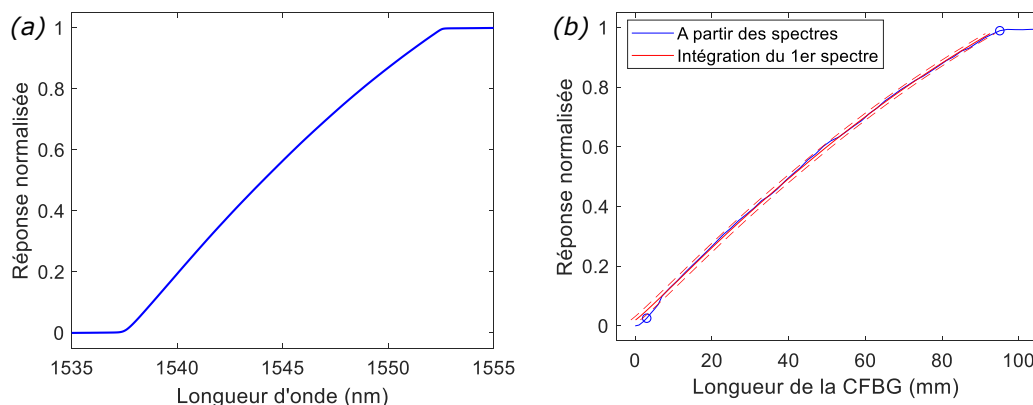 (a)
Réponse normalisée
1
0.8
0.6
0.4
0.2
0
1535
1540
1545
1550
1555
Longueur d'onde (nm)
(b)
Réponse normalisée
1
0.8
0.6
0.4
0.2
0
A partir des spectres
Intégration du 1er spectre
0
20
40
60
80
100
Longueur de la CFBG (mm)